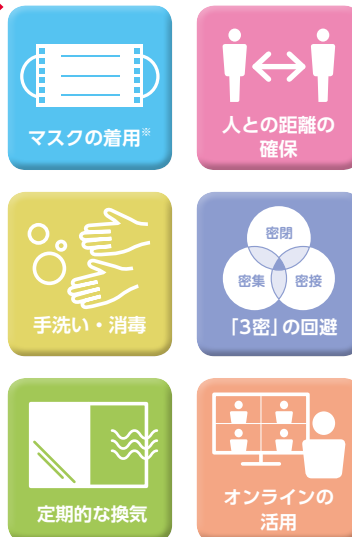 マスクの着用※
人との距離の
確保
手洗い・消毒
密閉
密集 密接
「3密」の回避
定期的な換気
オンラインの
活用